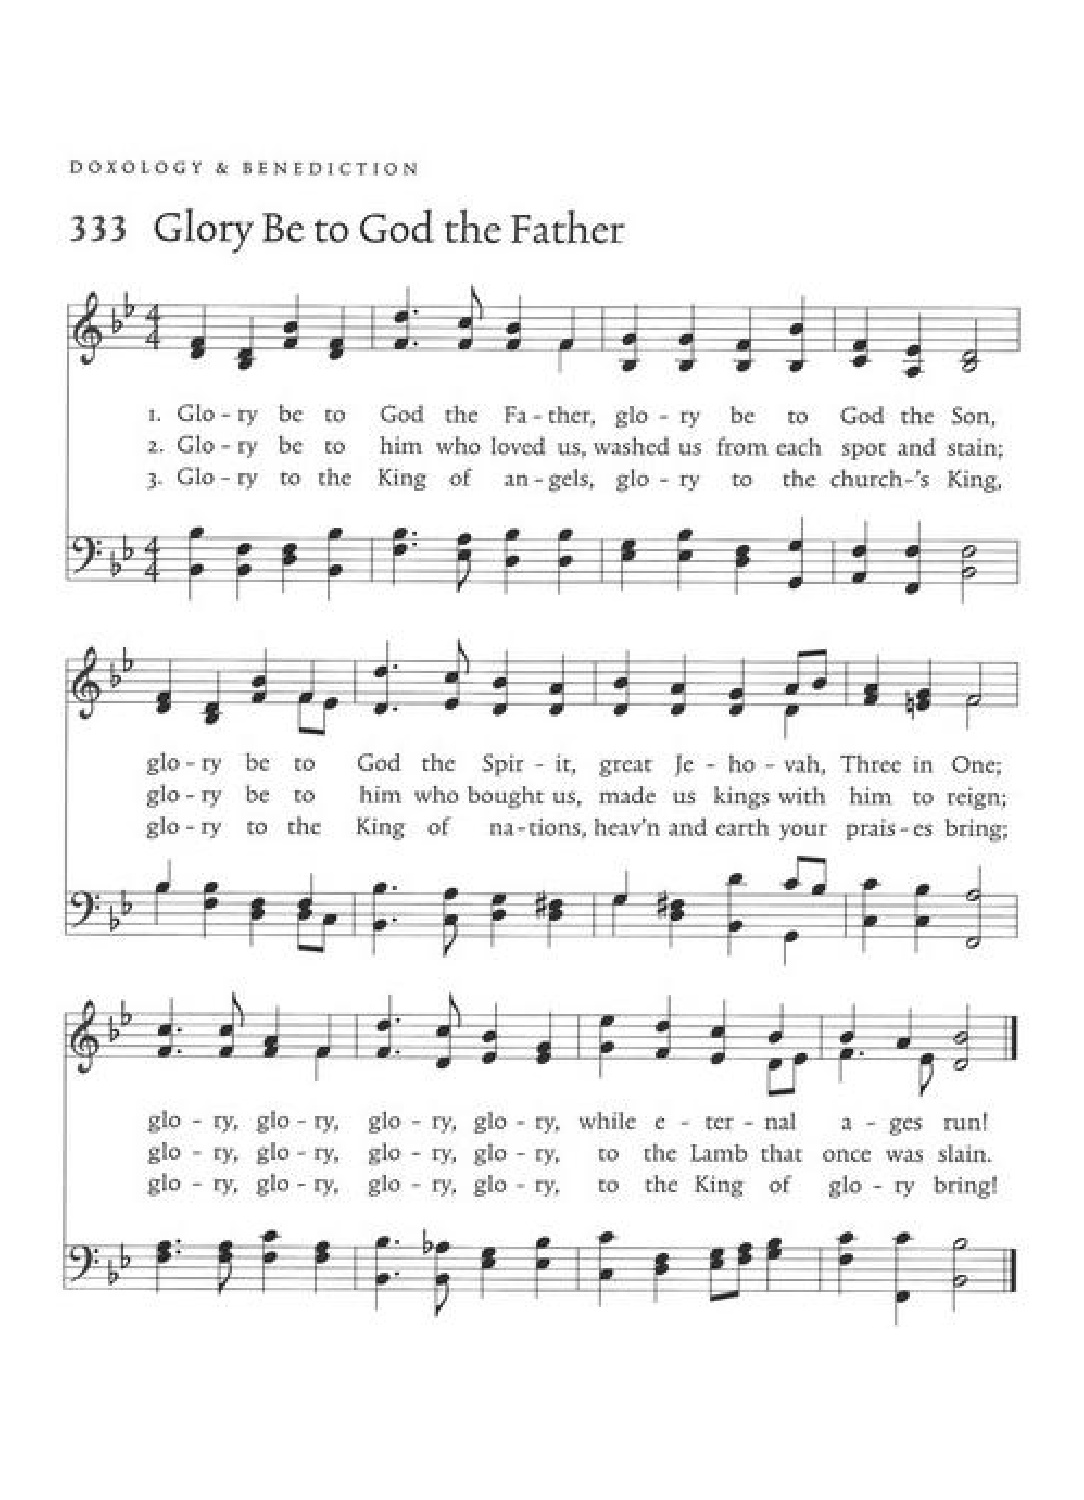 DOXOLOGY & BENEDICTION
333 Glory Be to God the Father
4
4
1. Glo - ry be to God the Fa - ther, glo - ry be to God the Son,
2. Glo - ry be to him who loved us, washed us from each spot and stain;
3. Glo - ry to the King of an - gels, glo - ry to the church-'s King,
4
4
glo - ry be to God the Spir - it, great Je - ho - vah, Three in One;
glo - ry be to him who bought us, made us kings with him to reign;
glo - ry to the King of na - tions, heav'n and earth your prais - es bring;
glo - ry, glo - ry, glo - ry, glo - ry, while e - ter - nal a - ges run!
glo - ry, glo - ry, glo - ry, glo - ry, to the Lamb that once was slain.
glo - ry, glo - ry, glo - ry, glo - ry, to the King of glo - ry bring!